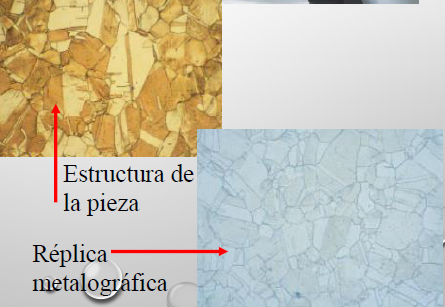 Estructura de
la pieza
Réplica
metalográfica